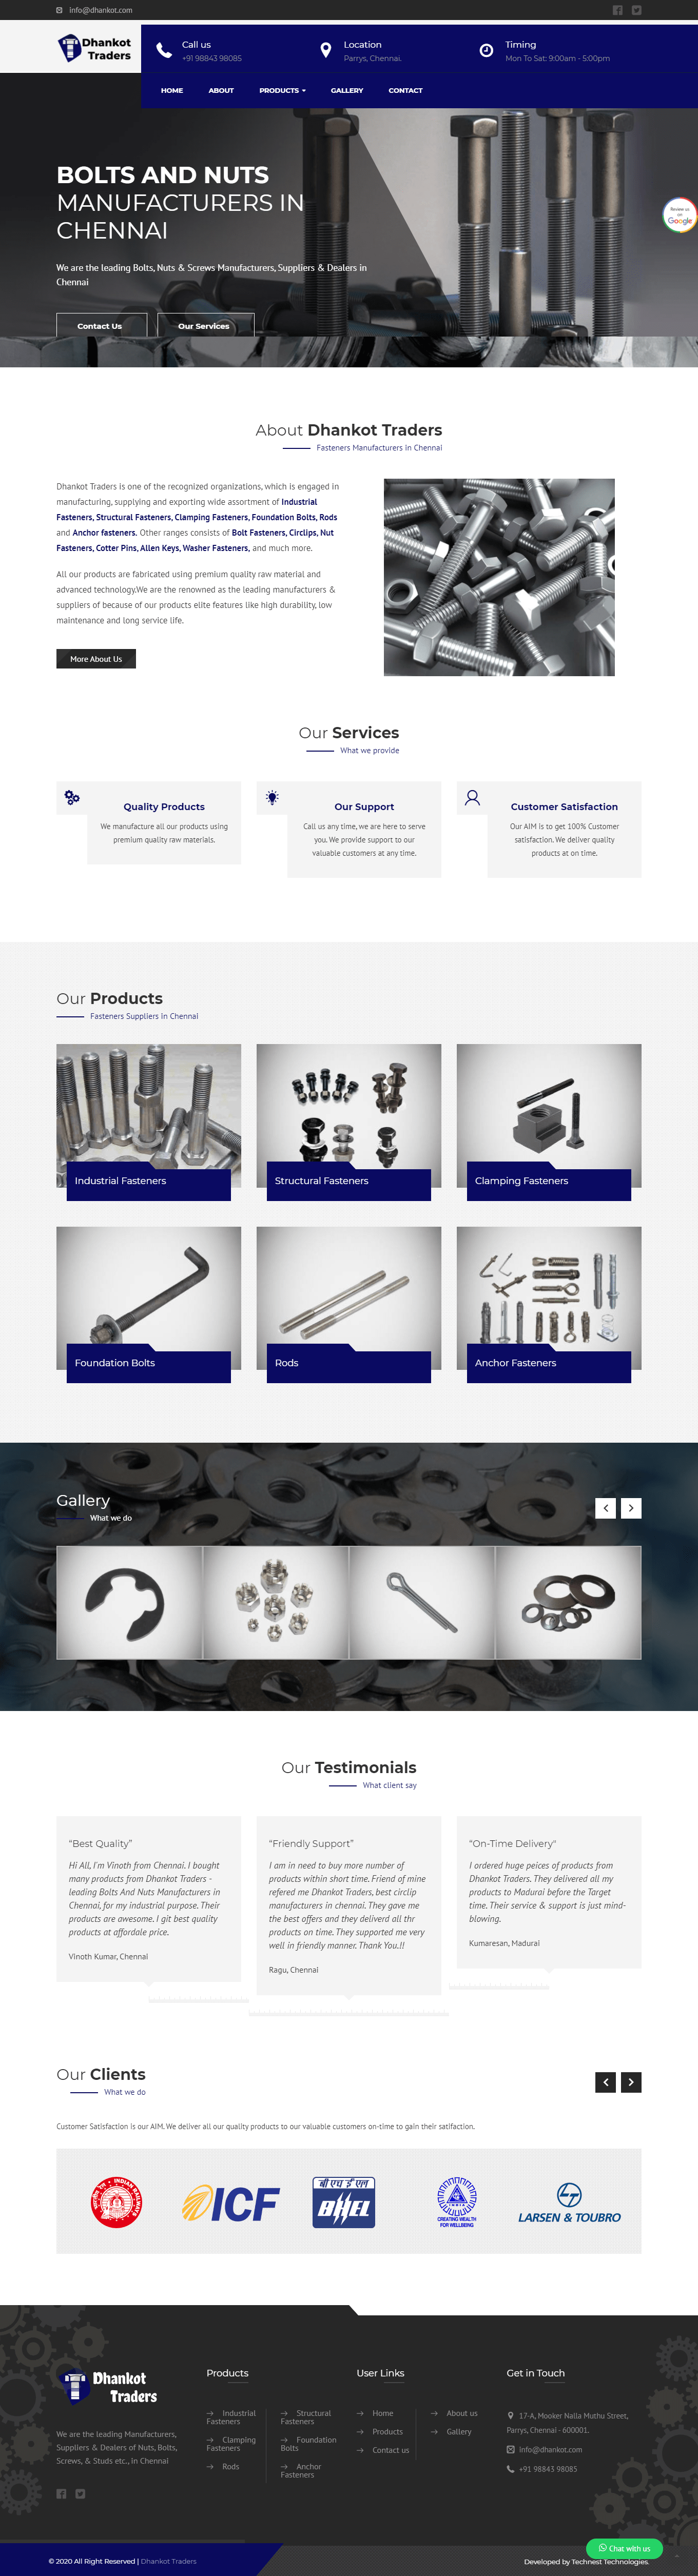 info@dhankot.com
Dhankot
Traders
Call us
+91 98843 98085
Location
Parrys, Chennai.
Timing
Mon To Sat: 9:00am - 5:00pm
HOME
ABOUT
PRODUCTS
GALLERY
CONTACT
BOLTS AND NUTS
MANUFACTURERS IN
CHENNAI
We are the leading Bolts, Nuts & Screws Manufacturers, Suppliers & Dealers in
Chennai
Contact Us
Our Services
Review us
on
Google
About Dhankot Traders
Fasteners Manufacturers in Chennai
Dhankot Traders is one of the recognized organizations, which is engaged in
manufacturing, supplying and exporting wide assortment of Industrial
Fasteners, Structural Fasteners, Clamping Fasteners, Foundation Bolts, Rods
and Anchor fasteners. Other ranges consists of Bolt Fasteners, Circlips, Nut
Fasteners, Cotter Pins, Allen Keys, Washer Fasteners, and much more.
All our products are fabricated using premium quality raw material and
advanced technology.We are the renowned as the leading manufacturers &
suppliers of because of our products elite features like high durability, low
maintenance and long service life.
More About Us
Our Services
What we provide
Quality Products
We manufacture all our products using
premium quality raw materials.
Our Support
Call us any time, we are here to serve
you. We provide support to our
valuable customers at any time.
Customer Satisfaction
Our AIM is to get 100% Customer
satisfaction. We deliver quality
products at on time.
Our Products
Fasteners Suppliers in Chennai
Industrial Fasteners
Structural Fasteners
Clamping Fasteners
Foundation Bolts
Rods
Anchor Fasteners
Gallery
What we do
Our Testimonials
What client say
“Best Quality”
Hi All, I'm Vinoth from Chennai. I bought
many products from Dhankot Traders -
leading Bolts And Nuts Manufacturers in
Chennai, for my industrial purpose. Their
products are awesome. I git best quality
products at affordale price.
Vinoth Kumar, Chennai
“Friendly Support”
I am in need to buy more number of
products within short time. Friend of mine
refered me Dhankot Traders, best circlip
manufacturers in chennai, They gave me
the best offers and they deliverd all thr
products on time. They supported me very
well in friendly manner. Thank You.!!
Ragu, Chennai
“On-Time Delivery"
I ordered huge peices of products from
Dhankot Traders. They delivered all my
products to Madurai before the Target
time. Their service & support is just mind-
blowing.
Kumaresan, Madurai
Our Clients
What we do
Customer Satisfaction is our AIM. We deliver all our quality products to our valuable customers on-time to gain their satifaction.
INDIAN RAILWAYS
ICF
बी एच ई एल
BHEL
CREATING WEALTH
FOR WELLBEING
LARSEN & TOUBRO
Dhankot
Traders
We are the leading Manufacturers,
Suppliers & Dealers of Nuts, Bolts,
Screws, & Studs etc., in Chennai
Products
Industrial
Fasteners
Clamping
Fasteners
Rods
Structural
Fasteners
Foundation
Bolts
Anchor
Fasteners
User Links
Home
Products
Contact us
About us
Gallery
Get in Touch
17-A, Mooker Nalla Muthu Street,
Parrys, Chennai - 600001.
info@dhankot.com
+91 98843 98085
Chat with us
© 2020 All Right Reserved | Dhankot Traders
Developed by Technest Technologies.